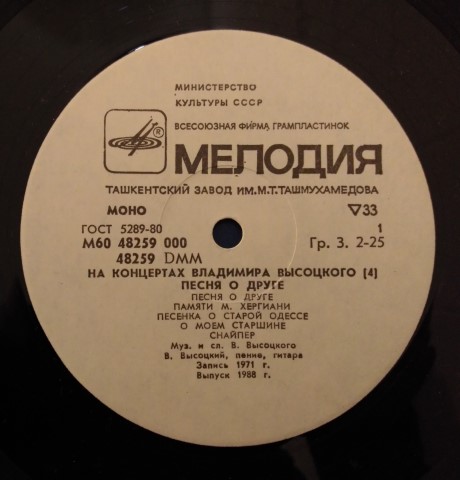 МИНИСТЕРСТВО
КУЛЬТУРЫ СССР
ВСЕСОЮЗНАЯ ФИРМА ГРАМПЛАСТИНОК
® МЕЛОДИЯ
ТАШКЕНТСКИЙ ЗАВОД ИМ. М.Т. ТАШМУХАМЕДОВА
МОНО ▽33
ГОСТ 5289-80 1
М60 48259 000 Гр. 3. 2-25
48259 DMM
НА КОНЦЕРТАХ ВЛАДИМИРА ВЫСОЦКОГО [4]
ПЕСНЯ О ДРУГЕ
ПЕСНЯ О ДРУГЕ
ПАМЯТИ М. ХЕРГИАНИ
ПЕСЕНКА О СТАРОЙ ОДЕССЕ
О МОЕМ СТАРШИНЕ
СНАЙПЕР
Муз. и сл. В. Высоцкого
В. Высоцкий, пение, гитара
Запись 1971 г.
Выпуск 1988 г.